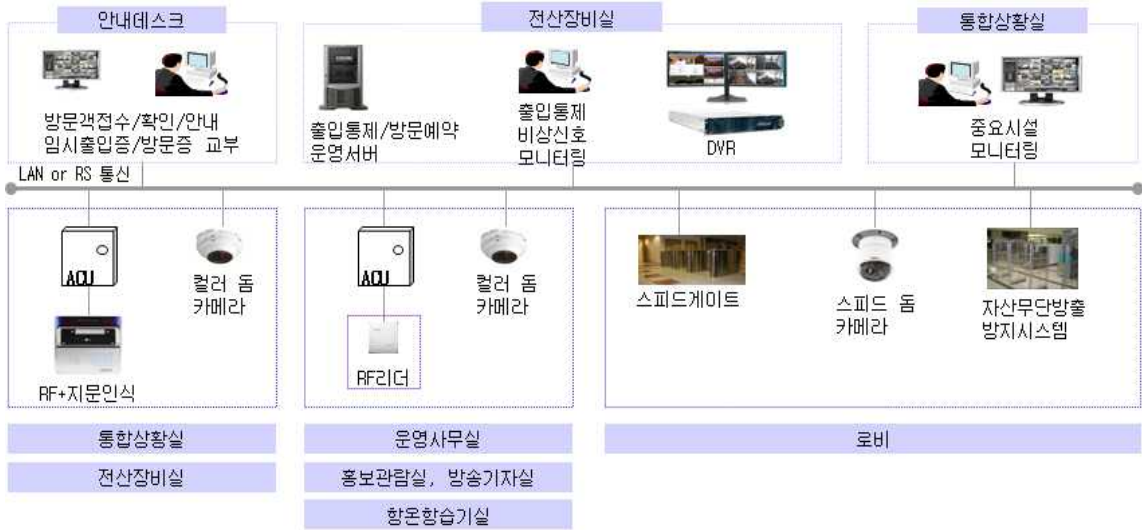 안내데스크
전산장비실
통합상황실
방문객접수/확인/안내
임시출입증/방문증 교부
출입통제/방문예약
운영서버
출입통제
비상신호
모니터링
DVR
중요시설
모니터링
LAN or RS 통신
ACU
컬러 돔
카메라
RF+지문인식
ACU
컬러 돔
카메라
RF리더
스피드게이트
스피드 돔
카메라
자산무단방출
방지시스템
통합상황실
운영사무실
로비
전산장비실
홍보관람실, 방송기자실
항온항습기실